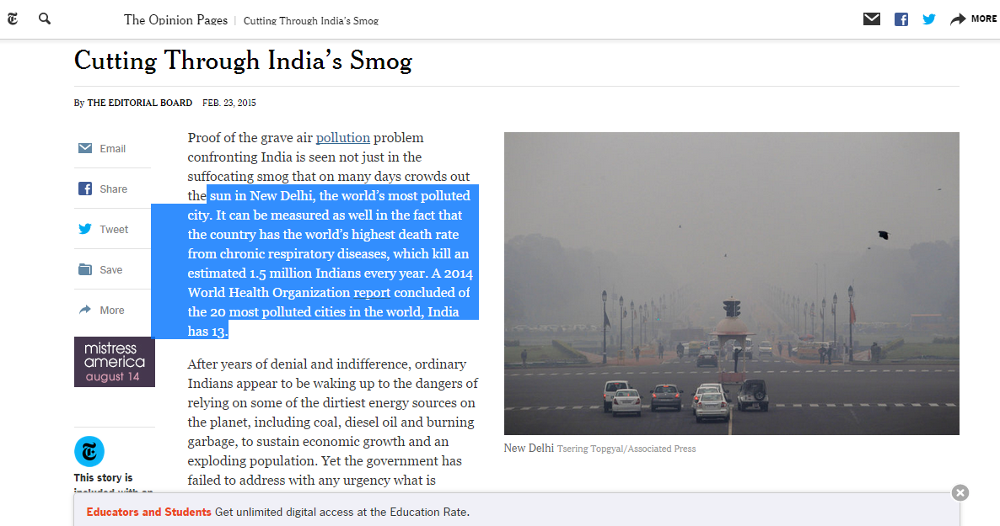 The Opinion Pages | Cutting Through India's Smog
MORE
Cutting Through India's Smog
By THE EDITORIAL BOARD FEB. 23, 2015
Email
Share
Tweet
Save
More
mistress
america
august 14
This story is
included with an
Proof of the grave air pollution problem
confronting India is seen not just in the
suffocating smog that on many days crowds out
the sun in New Delhi, the world's most polluted
city. It can be measured as well in the fact that
the country has the world's highest death rate
from chronic respiratory diseases, which kill an
estimated 1.5 million Indians every year. A 2014
World Health Organization report concluded of
the 20 most polluted cities in the world, India
has 13.
After years of denial and indifference, ordinary
Indians appear to be waking up to the dangers of
relying on some of the dirtiest energy sources on
the planet, including coal, diesel oil and burning
garbage, to sustain economic growth and an
exploding population. Yet the government has
failed to address with any urgency what is
New Delhi Tsering Topgyal/Associated Press
Educators and Students Get unlimited digital access at the Education Rate.